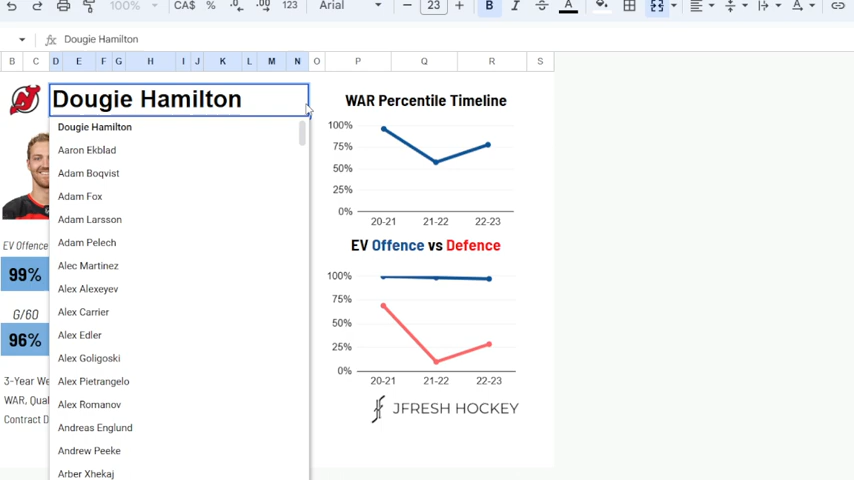 100%
CA$
%
.0
.00
123
Arial
23
B
I
A
A
fx
Dougie Hamilton
B
C
D
E
F
G
H
I
J
K
L
M
N
O
P
Q
R
S
Dougie Hamilton
Dougie Hamilton
Aaron Ekblad
Adam Boqvist
Adam Fox
Adam Larsson
Adam Pelech
Alec Martinez
Alex Alexeyev
Alex Carrier
Alex Edler
Alex Goligoski
Alex Pietrangelo
Alex Romanov
Andreas Englund
Andrew Peeke
Arber Xhekaj
EV Offence
99%
G/60
96%
3-Year We
WAR, Qual
Contract D
WAR Percentile Timeline
100%
75%
50%
25%
0%
20-21
21-22
22-23
EV Offence vs Defence
100%
75%
50%
25%
0%
20-21
21-22
22-23
JFRESH HOCKEY